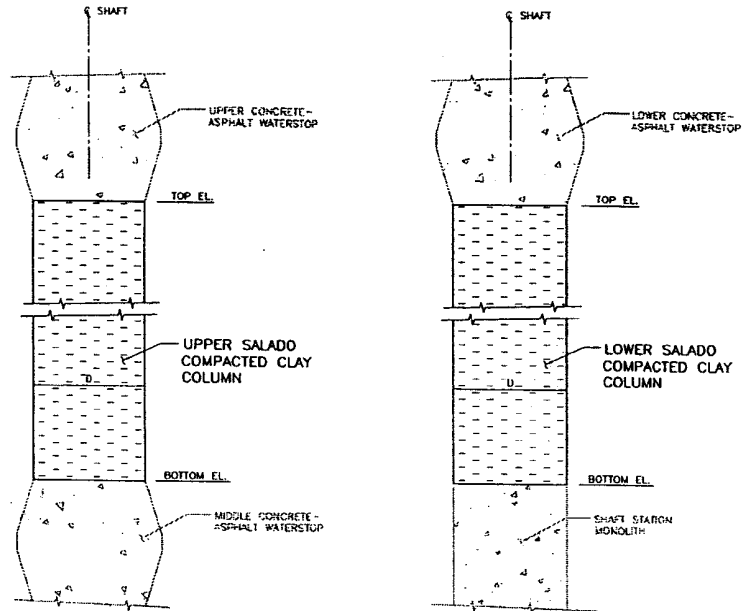 ℄ SHAFT
UPPER CONCRETE-
ASPHALT WATERSTOP
TOP EL.
UPPER SALADO
COMPACTED CLAY
COLUMN
D
BOTTOM EL.
MIDDLE CONCRETE-
ASPHALT WATERSTOP
℄ SHAFT
LOWER CONCRETE-
ASPHALT WATERSTOP
TOP EL.
LOWER SALADO
COMPACTED CLAY
COLUMN
D
BOTTOM EL.
SHAFT STATION
MONOLITH